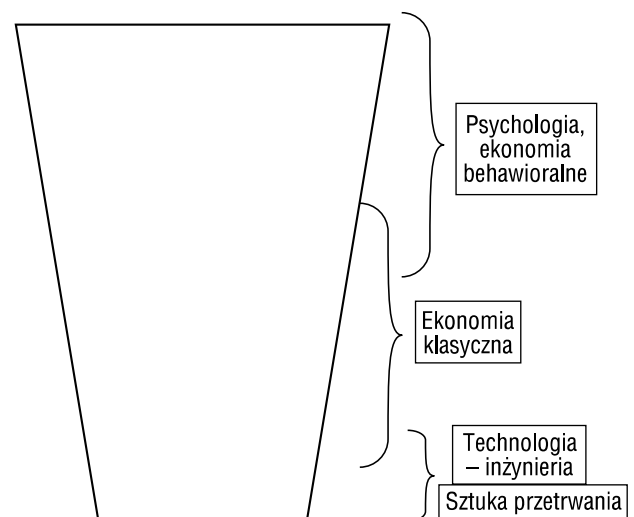 Psychologia,
ekonomia
behawioralne
Ekonomia
klasyczna
Technologia
– inżynieria
Sztuka przetrwania